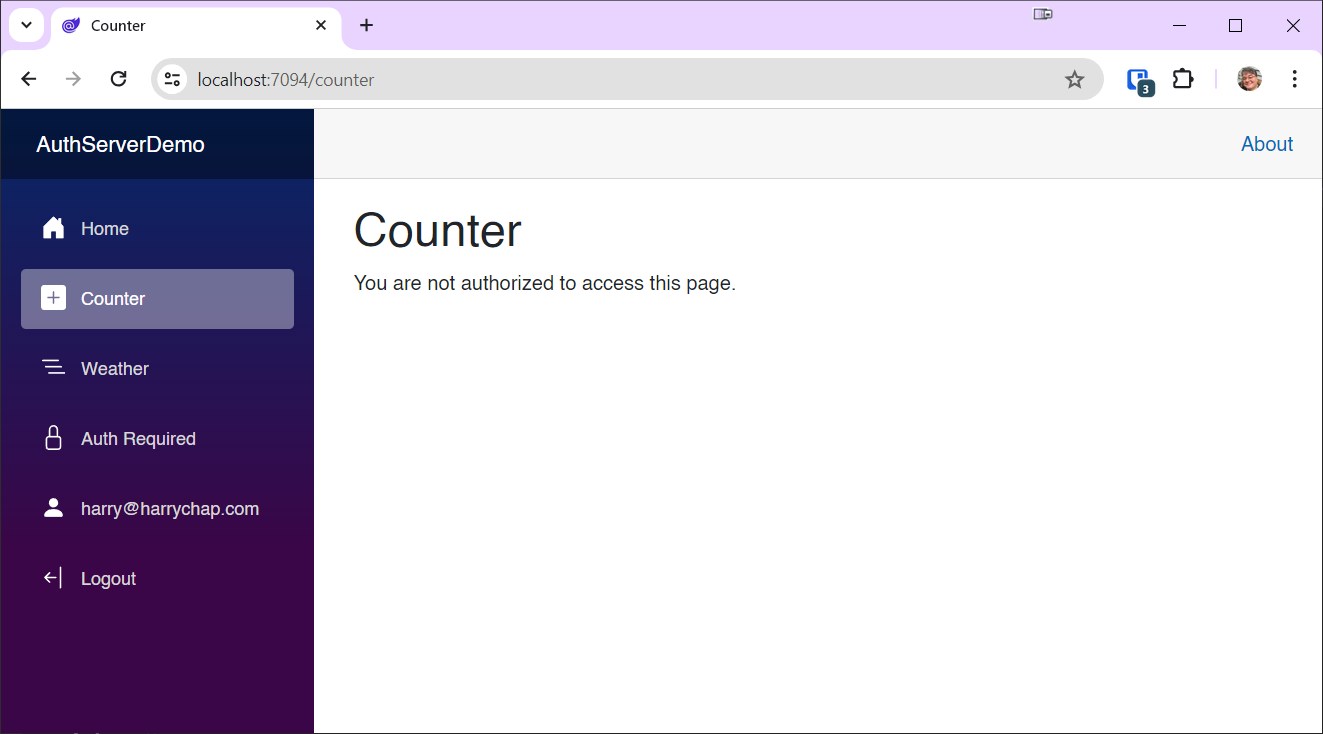 Counter
localhost:7094/counter
3
AuthServerDemo
About
Home
Counter
Weather
Auth Required
harry@harrychap.com
Logout
Counter
You are not authorized to access this page.